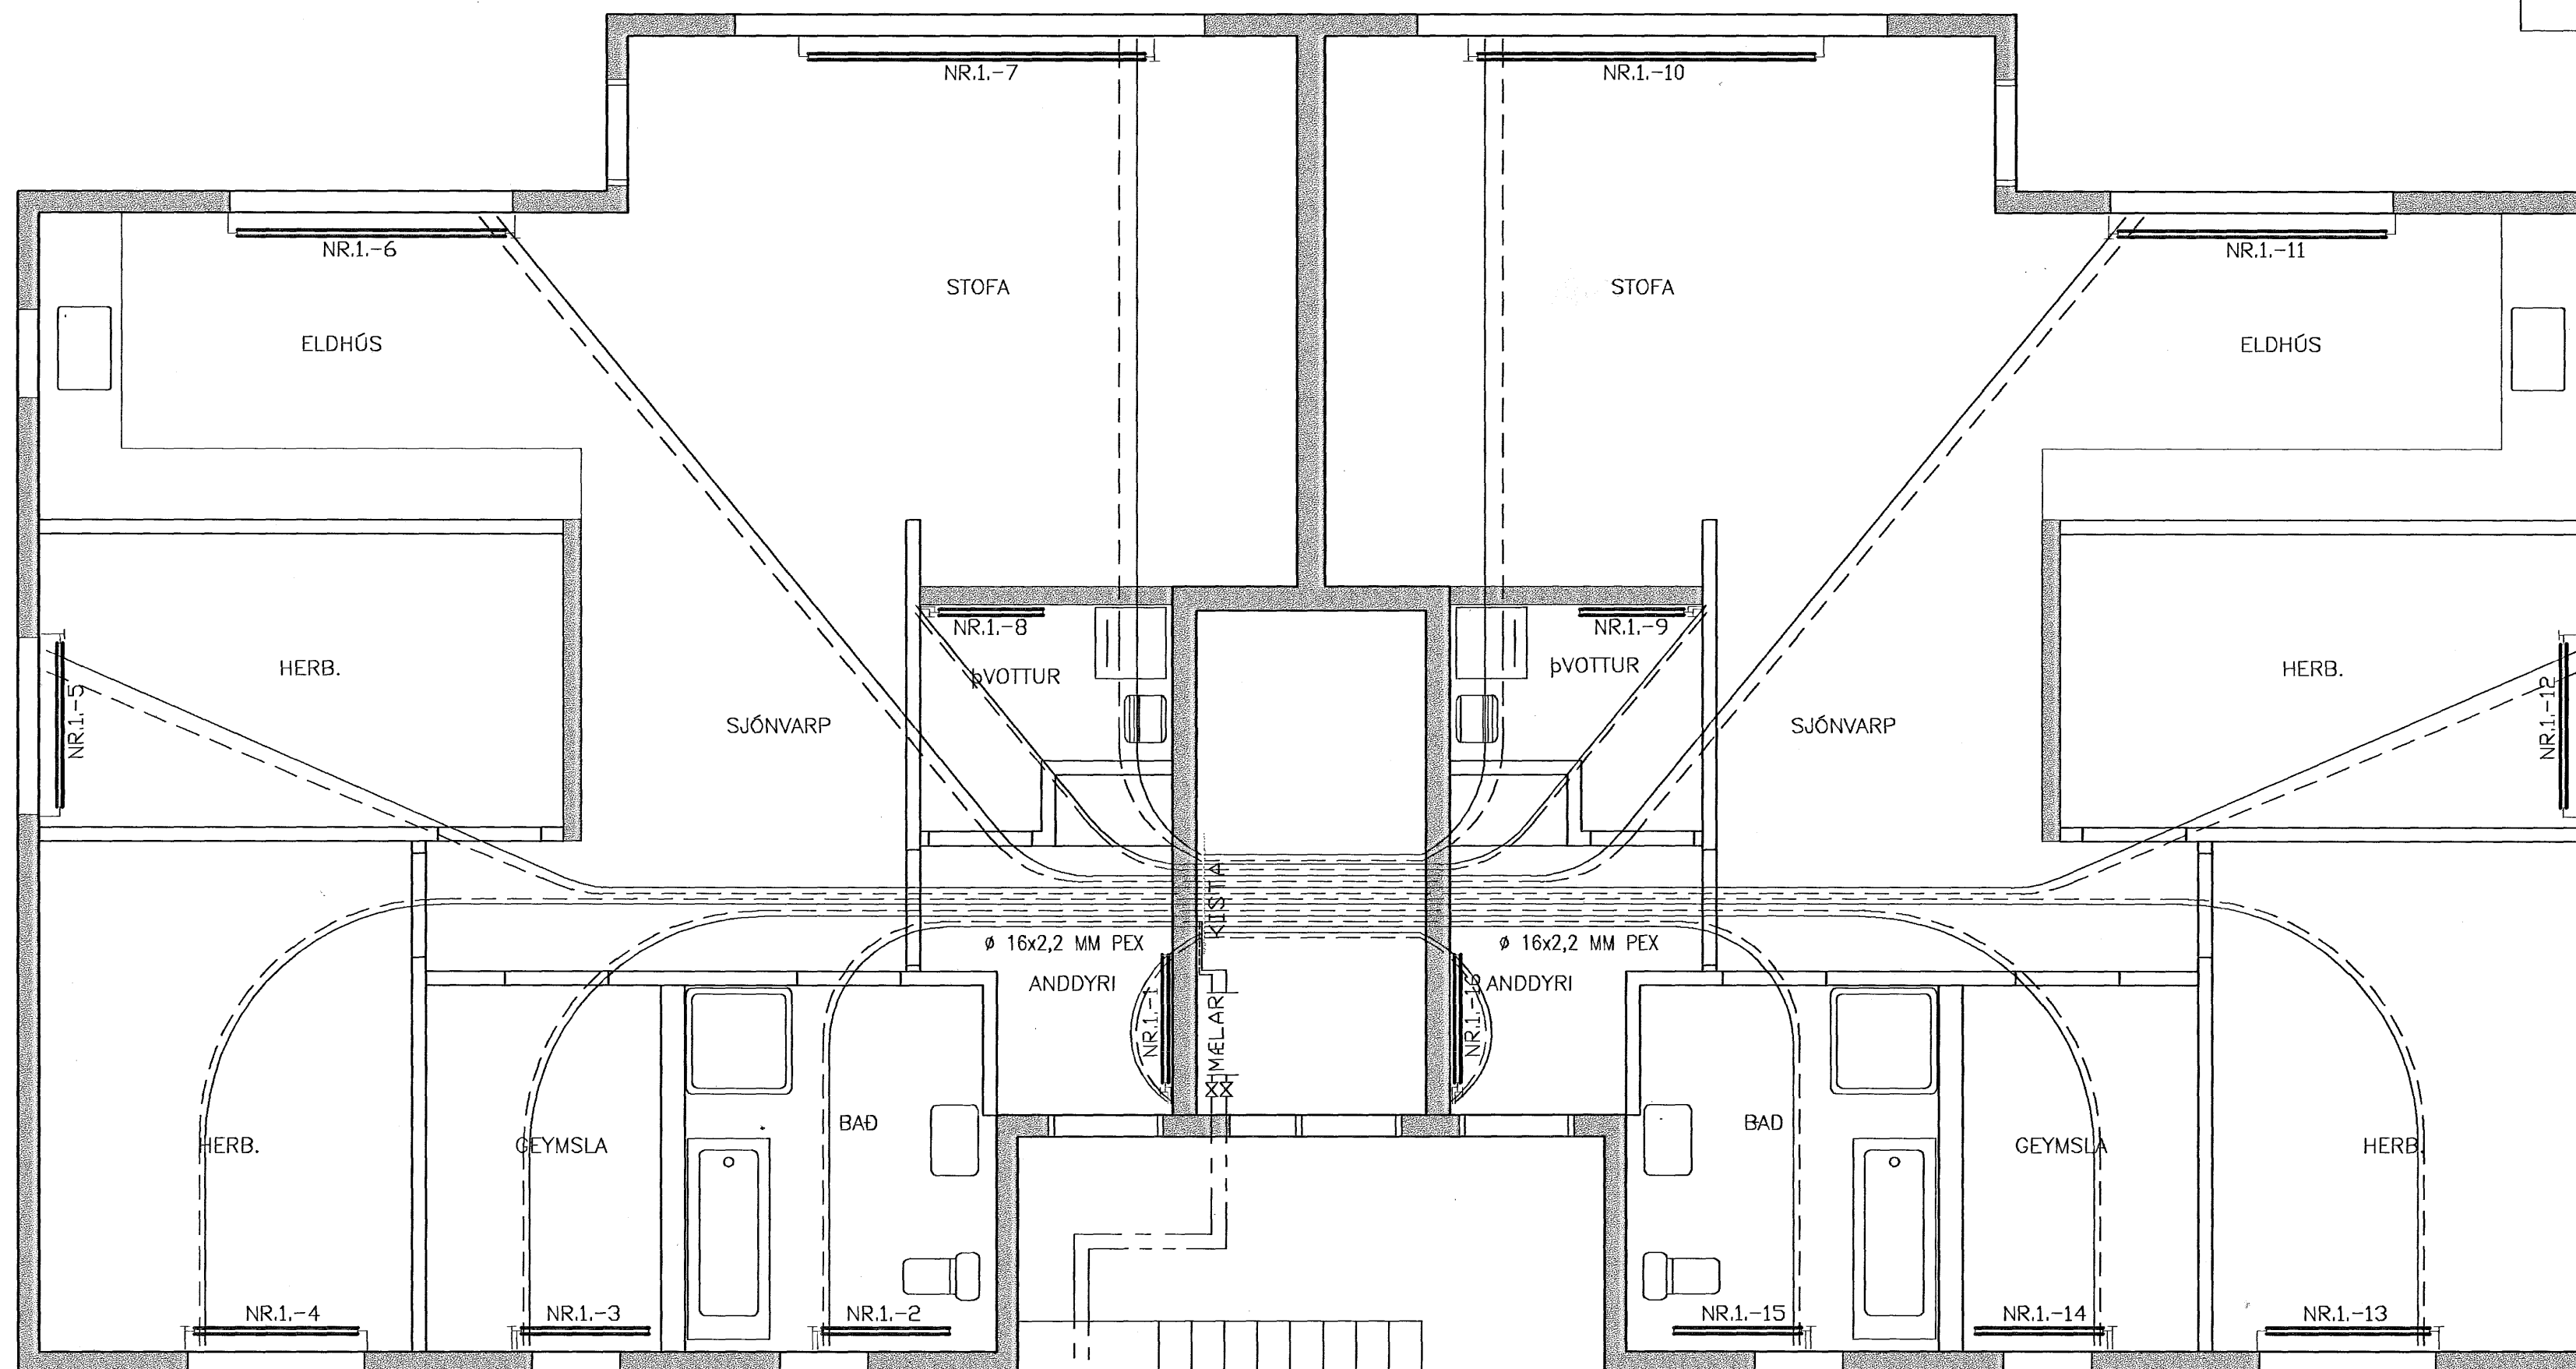 NR.1.-7
NR.1.-10
NR.1.-6
NR.1.-11
STOFA
STOFA
ELDHÚS
ELDHÚS
NR.1.-8
NR.1.-9
HERB.
ÞVOTTUR
ÞVOTTUR
HERB.
NR.1.-5
SJÓNVARP
SJÓNVARP
NR.1.-12
KISTA
ø 16x2,2 MM PEX
ø 16x2,2 MM PEX
ANDDYRI
ANDDYRI
NR.1.-1
MÆLAR
NR.1.-16
BAÐ
BAÐ
HERB.
GEYMSLA
GEYMSLA
HERB.
NR.1.-4
NR.1.-3
NR.1.-2
NR.1.-15
NR.1.-14
NR.1.-13